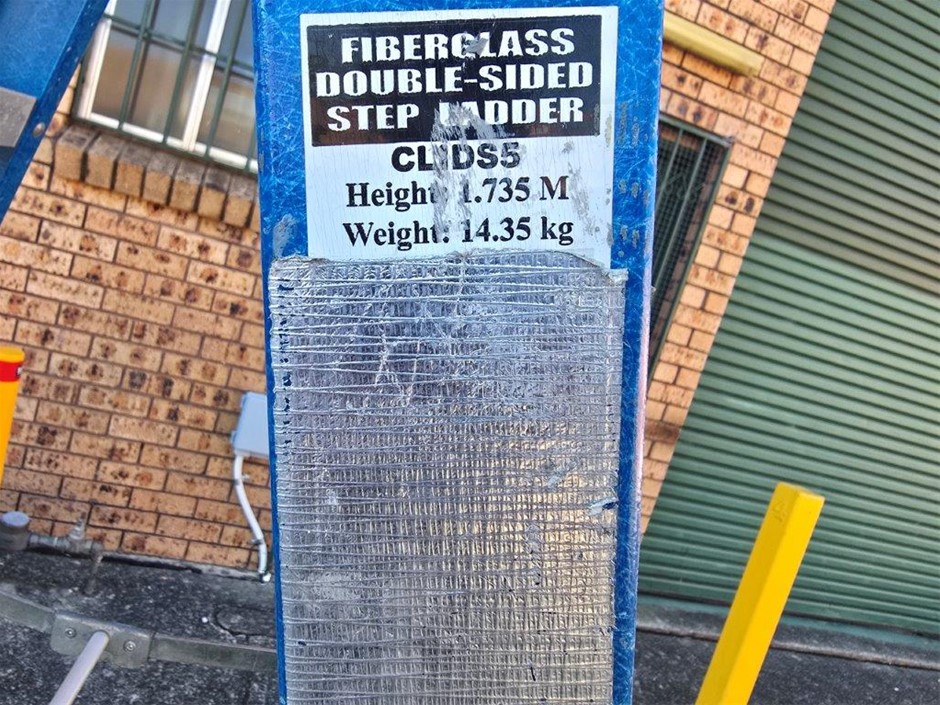 FIBERGLASS
DOUBLE-SIDED
STEP LADDER
Height: 1.735 M
Weight: 14.35 kg